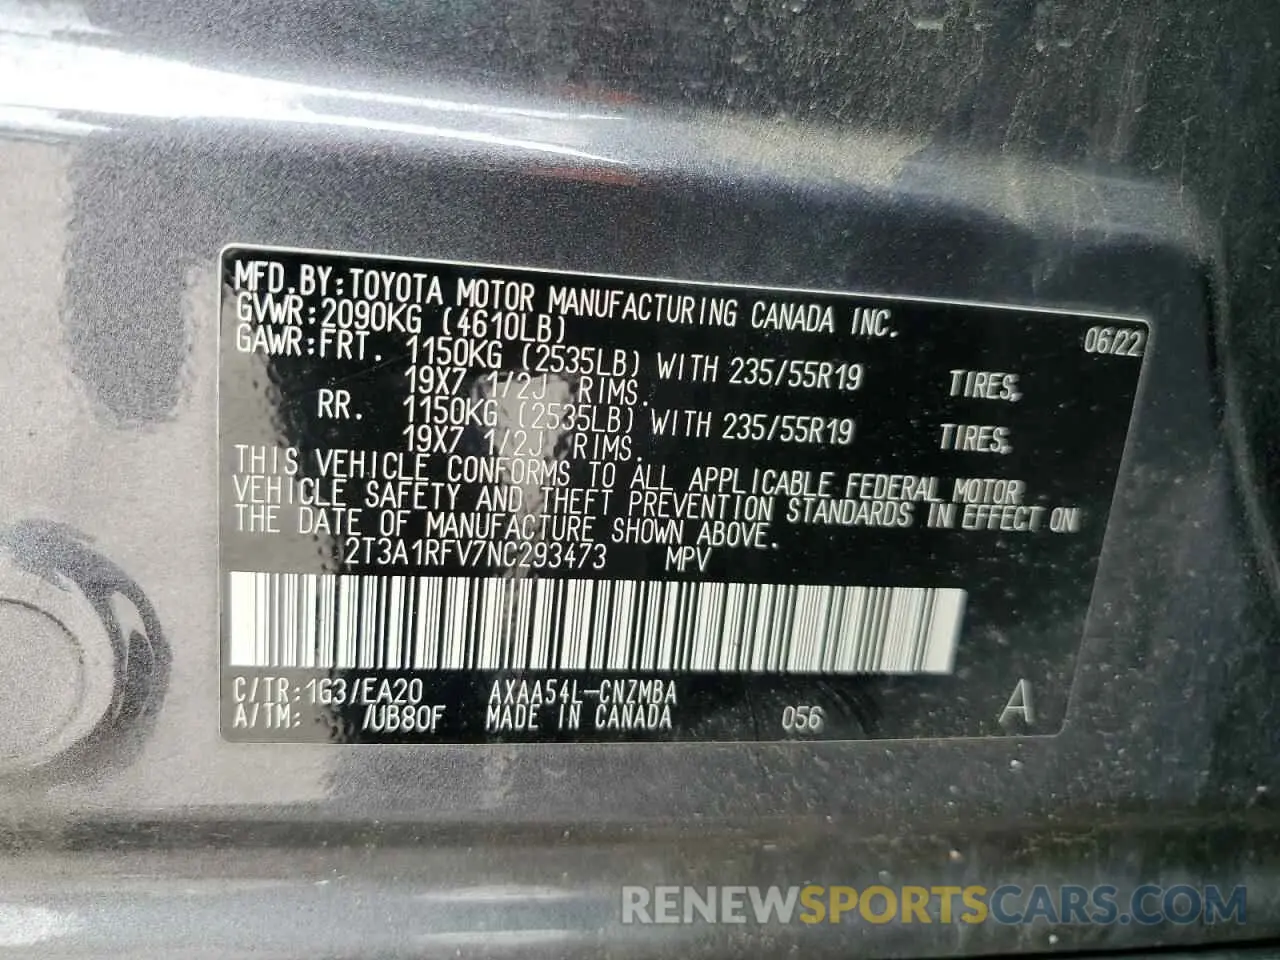 MFD.BY:TOYOTA MOTOR MANUFACTURING CANADA INC.
GVWR:2090KG (4610LB) 06/22
GAWR:FRT. 1150KG (2535LB) WITH 235/55R19 TIRES,
19X7 1/2J RIMS.
RR. 1150KG (2535LB) WITH 235/55R19 TIRES,
19X7 1/2J RIMS.
THIS VEHICLE CONFORMS TO ALL APPLICABLE FEDERAL MOTOR
VEHICLE SAFETY AND THEFT PREVENTION STANDARDS IN EFFECT ON
THE DATE OF MANUFACTURE SHOWN ABOVE.
2T3A1RFV7NC293473 MPV
C/TR:1G3/EA20 AXAA54L-CNZMBA
A/TM: /UB80F MADE IN CANADA 056 A
RENEWSPORTSCARS.COM